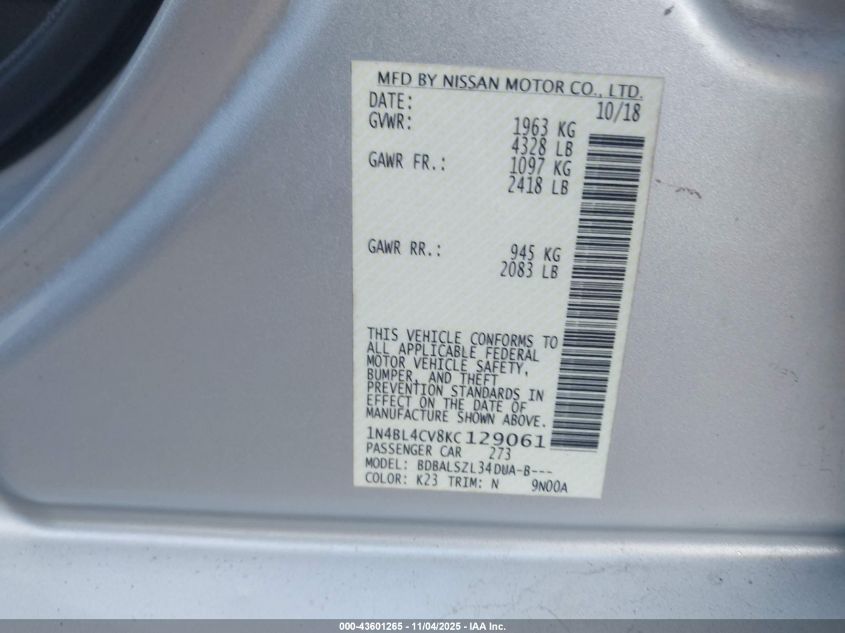 MFD BY NISSAN MOTOR CO., LTD.
DATE: 10/18
GVWR: 1963 KG
4328 LB
GAWR FR.: 1097 KG
2418 LB
GAWR RR.: 945 KG
2083 LB
THIS VEHICLE CONFORMS TO
ALL APPLICABLE FEDERAL
MOTOR VEHICLE SAFETY,
BUMPER, AND THEFT
PREVENTION STANDARDS IN
EFFECT ON THE DATE OF
MANUFACTURE SHOWN ABOVE.
1N4BL4CV8KC129061
PASSENGER CAR 273
MODEL: BDBALSZL34DUA-B---
COLOR: K23 TRIM: N 9N00A
000-43601265 - 11/04/2025 - IAA Inc.